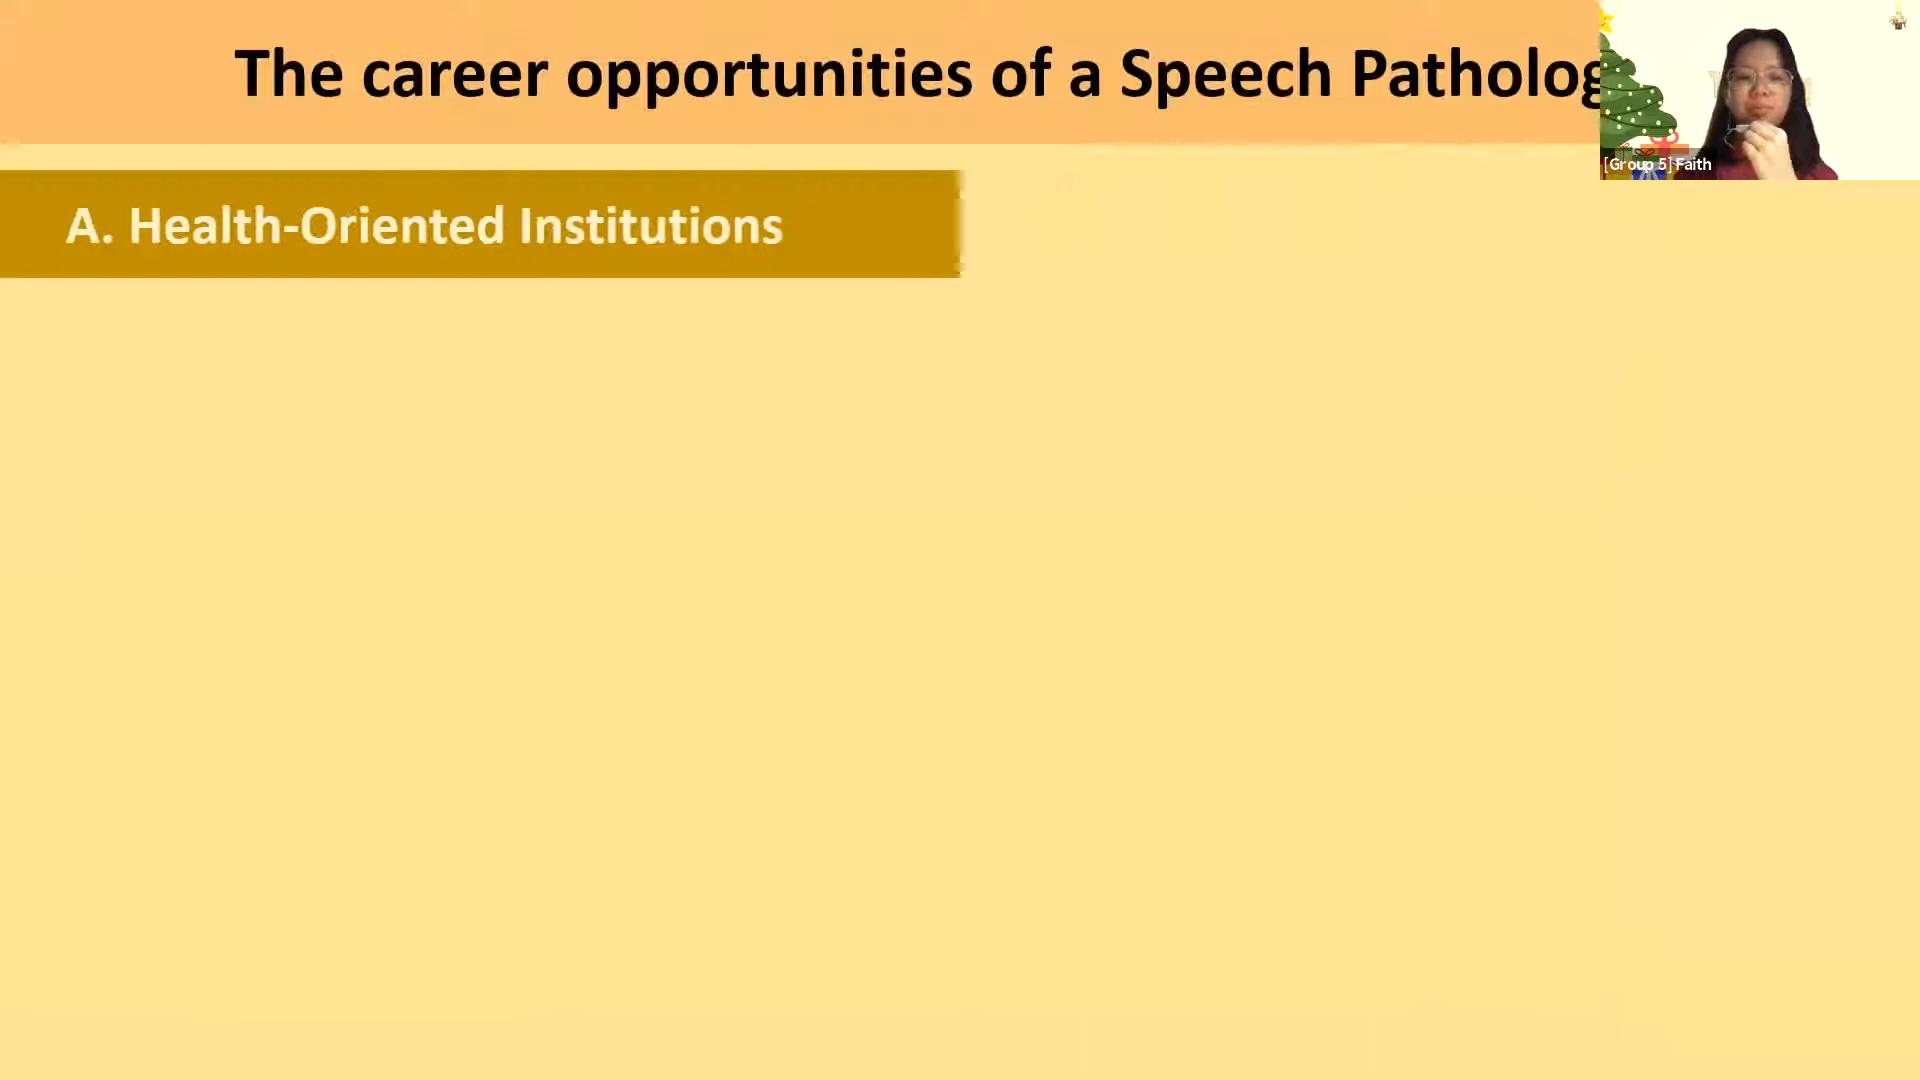 The career opportunities of a Speech Patholog
[Group 5] Faith
A. Health-Oriented Institutions